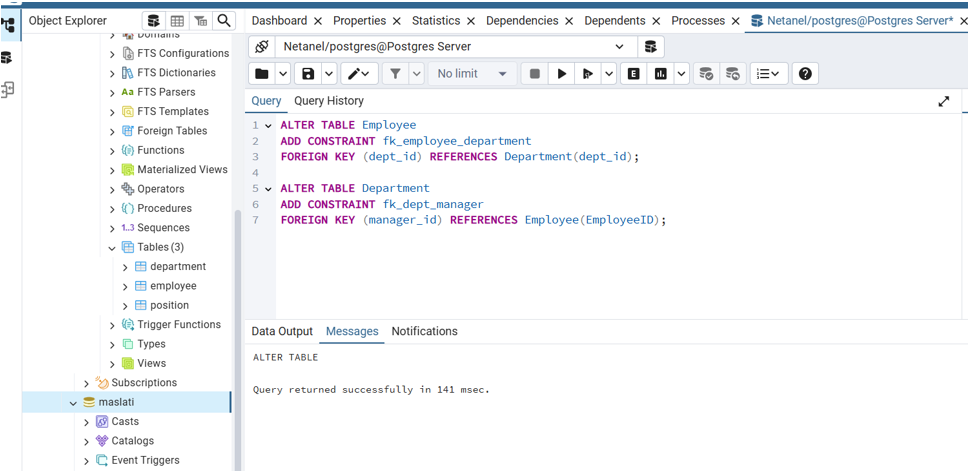 Object Explorer
Dashboard
Properties
Statistics
Dependencies
Dependents
Processes
Netanel/postgres@Postgres Server*
Domains
FTS Configurations
FTS Dictionaries
Aa FTS Parsers
FTS Templates
Foreign Tables
Functions
Materialized Views
Operators
Procedures
1..3 Sequences
Tables (3)
department
employee
position
Trigger Functions
Types
Views
Subscriptions
maslati
Casts
Catalogs
Event Triggers
Netanel/postgres@Postgres Server
No limit
E
Query
Query History
1 ALTER TABLE Employee
2 ADD CONSTRAINT fk_employee_department
3 FOREIGN KEY (dept_id) REFERENCES Department(dept_id);
4
5 ALTER TABLE Department
6 ADD CONSTRAINT fk_dept_manager
7 FOREIGN KEY (manager_id) REFERENCES Employee(EmployeeID);
Data Output
Messages
Notifications
ALTER TABLE
Query returned successfully in 141 msec.